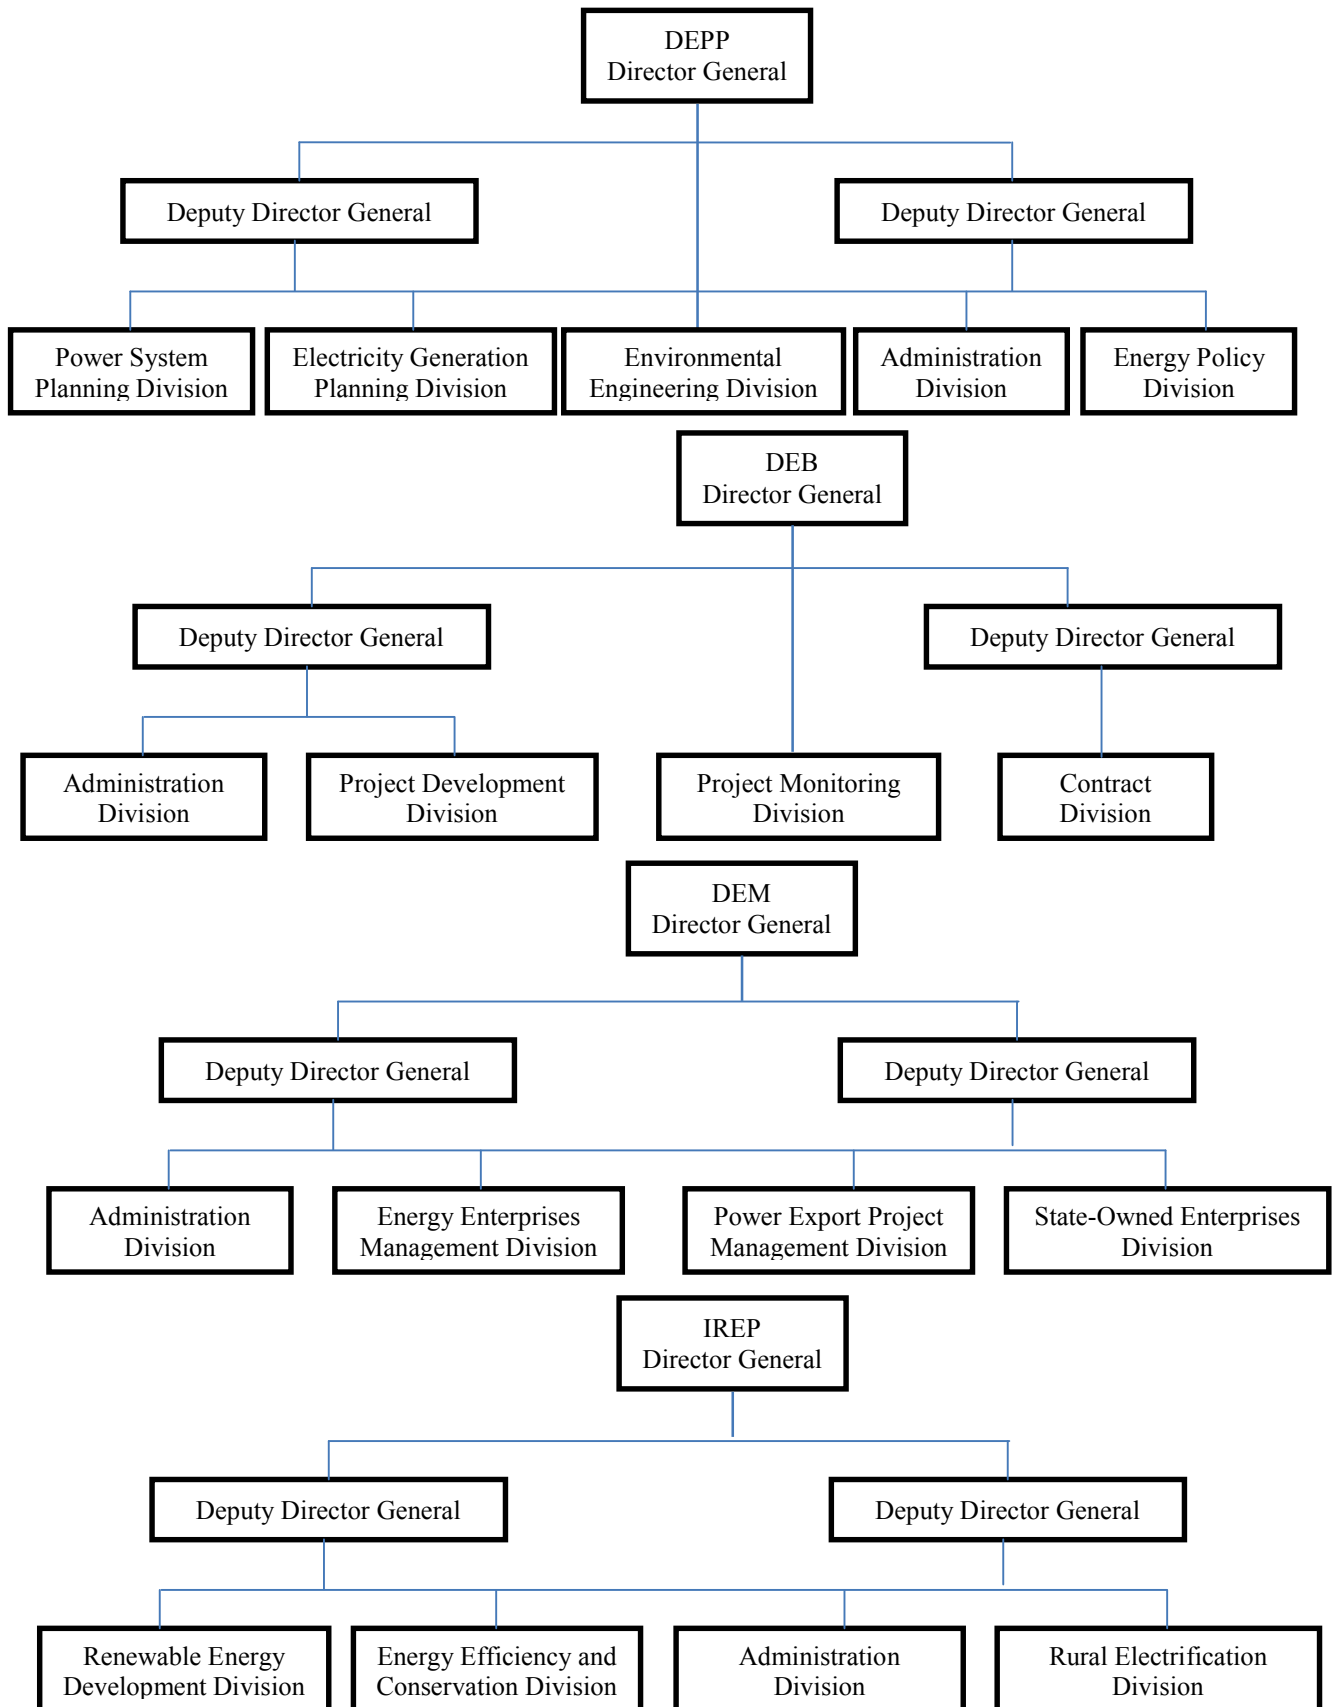 DEPP
Director General
Deputy Director General
Deputy Director General
Power System
Planning Division
Electricity Generation
Planning Division
Environmental
Engineering Division
Administration
Division
Energy Policy
Division
DEB
Director General
Deputy Director General
Deputy Director General
Administration
Division
Project Development
Division
Project Monitoring
Division
Contract
Division
DEM
Director General
Deputy Director General
Deputy Director General
Administration
Division
Energy Enterprises
Management Division
Power Export Project
Management Division
State-Owned Enterprises
Division
IREP
Director General
Deputy Director General
Deputy Director General
Renewable Energy
Development Division
Energy Efficiency and
Conservation Division
Administration
Division
Rural Electrification
Division